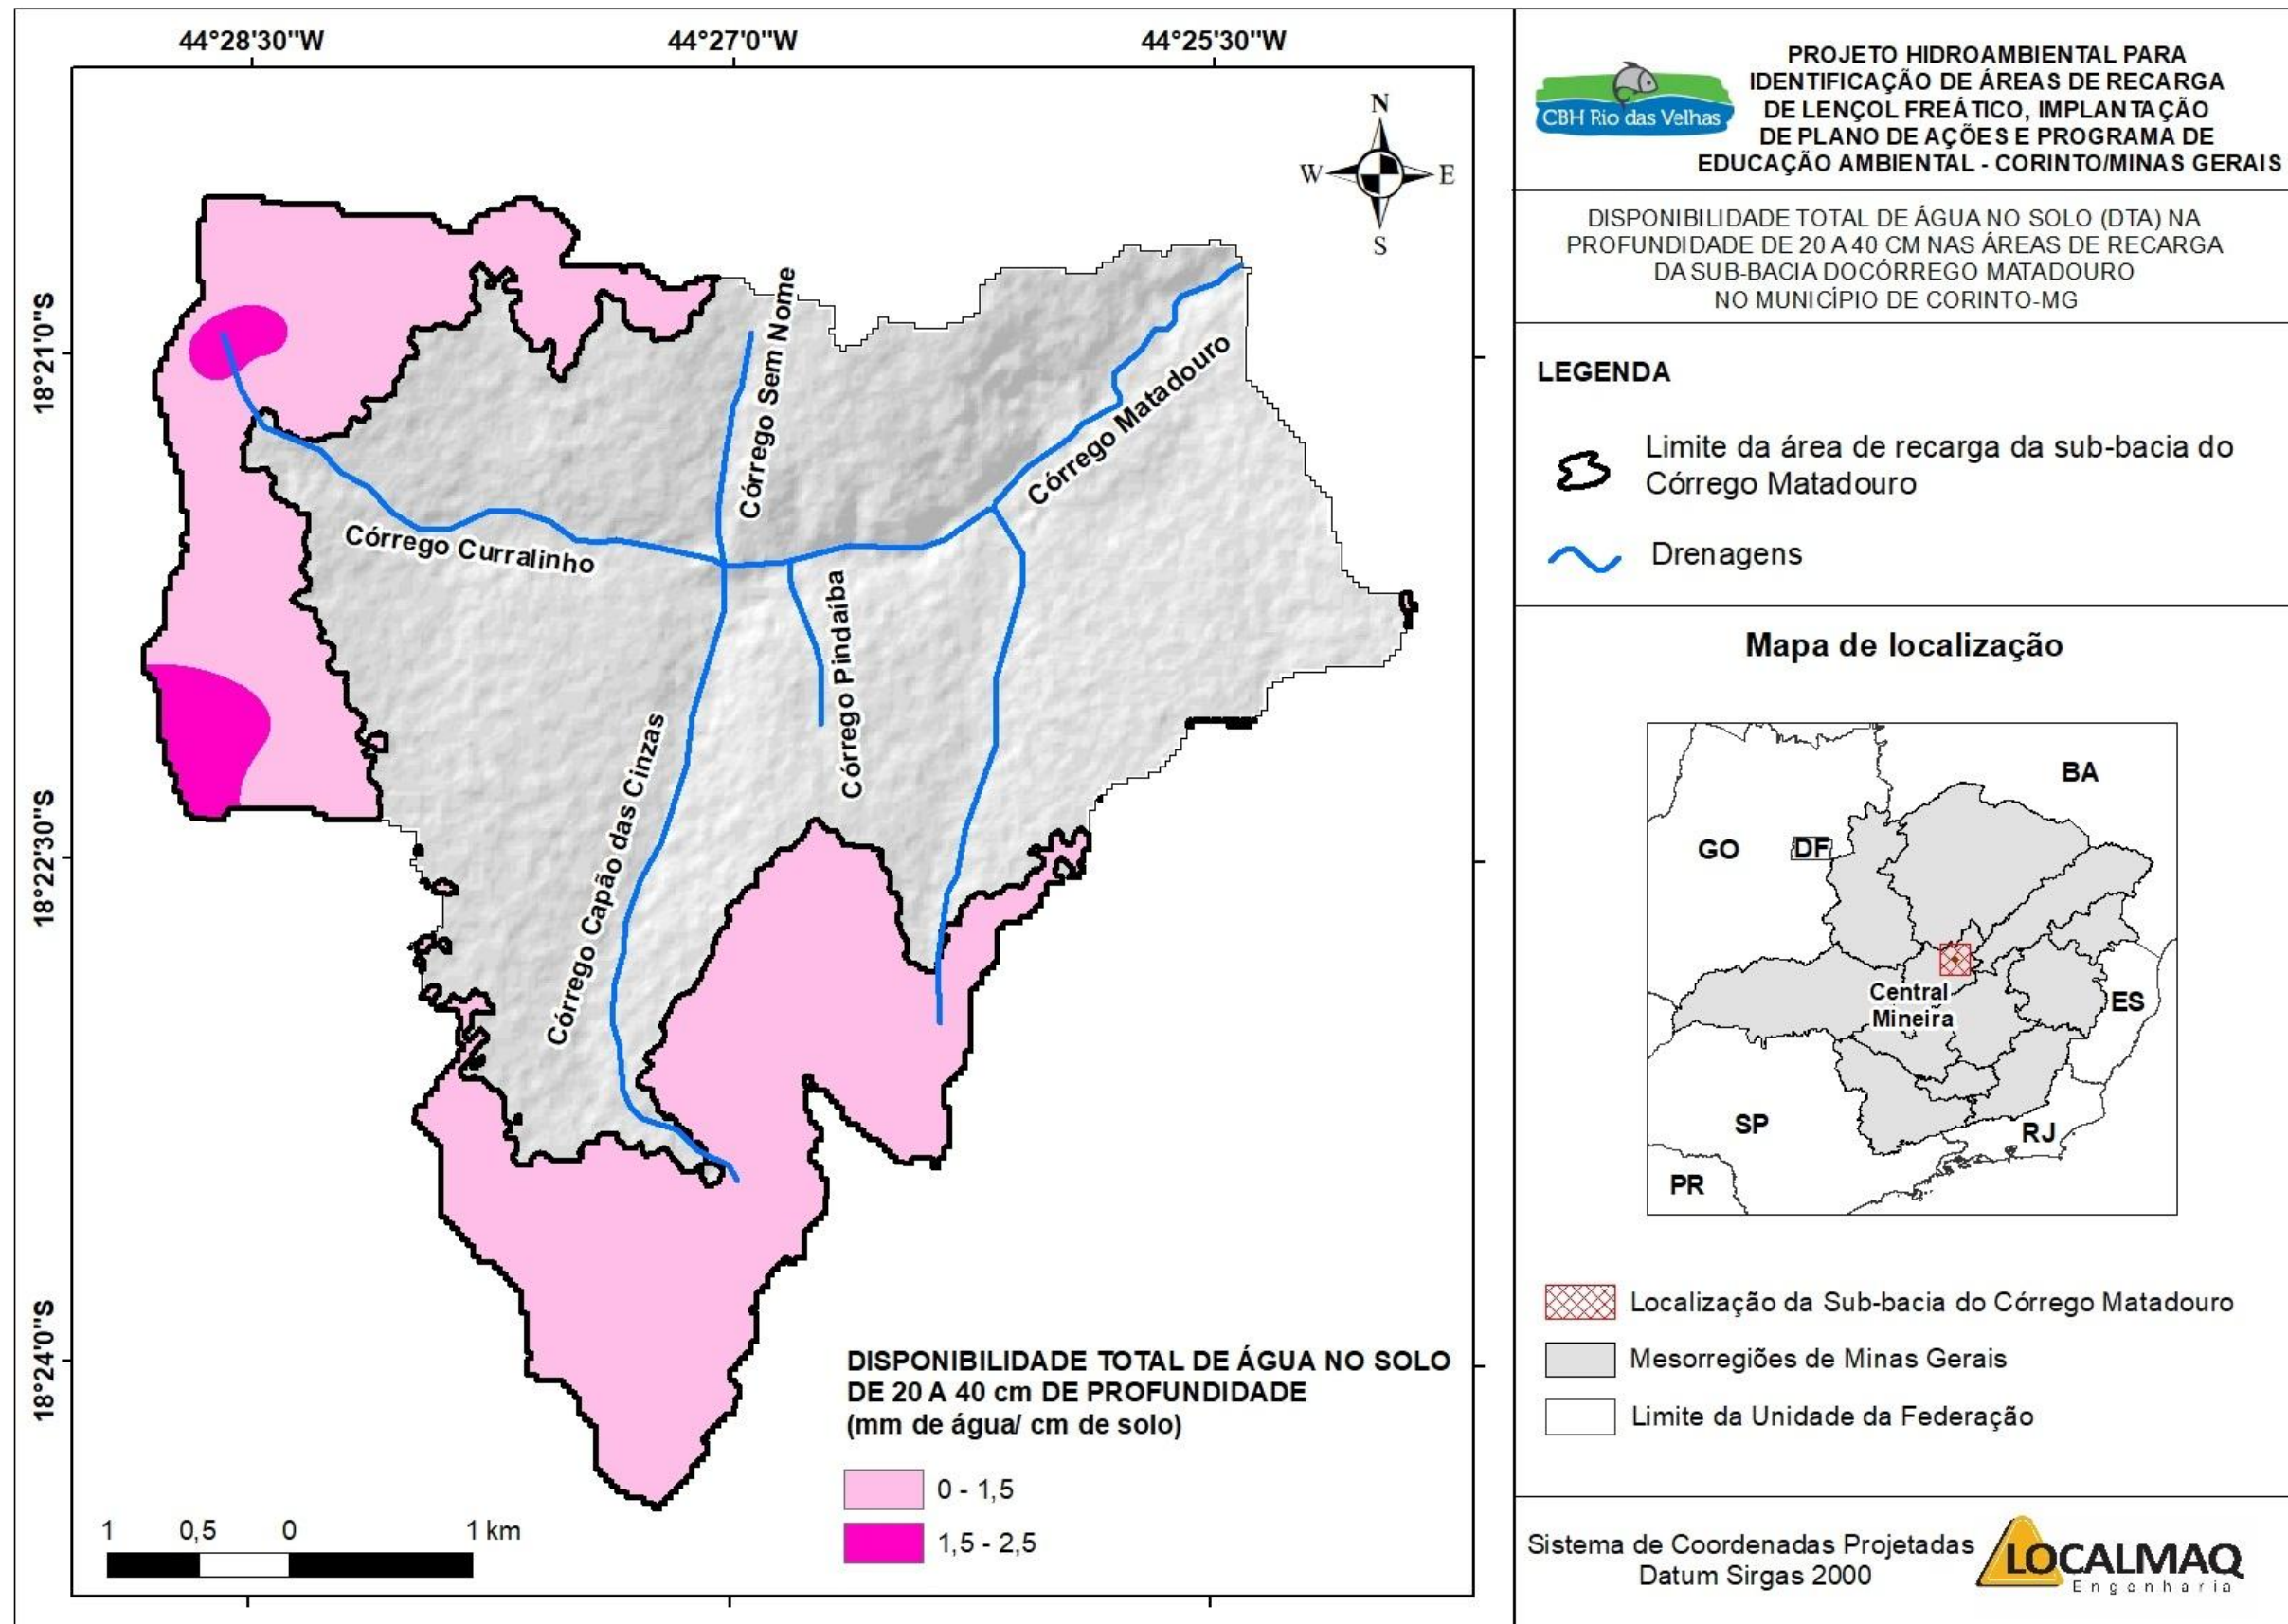 44°28'30"W
44°27'0"W
44°25'30"W
18°21'0"S
18°22'30"S
18°24'0"S
N
W
E
S
Córrego Sem Nome
Córrego Matadouro
Córrego Curralinho
Córrego Pindaíba
Córrego Capão das Cinzas
DISPONIBILIDADE TOTAL DE ÁGUA NO SOLO
DE 20 A 40 cm DE PROFUNDIDADE
(mm de água/ cm de solo)
0 - 1,5
1,5 - 2,5
1 0,5 0 1 km
CBH Rio das Velhas
PROJETO HIDROAMBIENTAL PARA
IDENTIFICAÇÃO DE ÁREAS DE RECARGA
DE LENÇOL FREÁTICO, IMPLANTAÇÃO
DE PLANO DE AÇÕES E PROGRAMA DE
EDUCAÇÃO AMBIENTAL - CORINTO/MINAS GERAIS
DISPONIBILIDADE TOTAL DE ÁGUA NO SOLO (DTA) NA
PROFUNDIDADE DE 20 A 40 CM NAS ÁREAS DE RECARGA
DA SUB-BACIA DOCÓRREGO MATADOURO
NO MUNICÍPIO DE CORINTO-MG
LEGENDA
Limite da área de recarga da sub-bacia do
Córrego Matadouro
Drenagens
Mapa de localização
BA
GO
DF
Central
Mineira
ES
SP
RJ
PR
Localização da Sub-bacia do Córrego Matadouro
Mesorregiões de Minas Gerais
Limite da Unidade da Federação
Sistema de Coordenadas Projetadas
Datum Sirgas 2000
LOCALMAQ
Engenharia